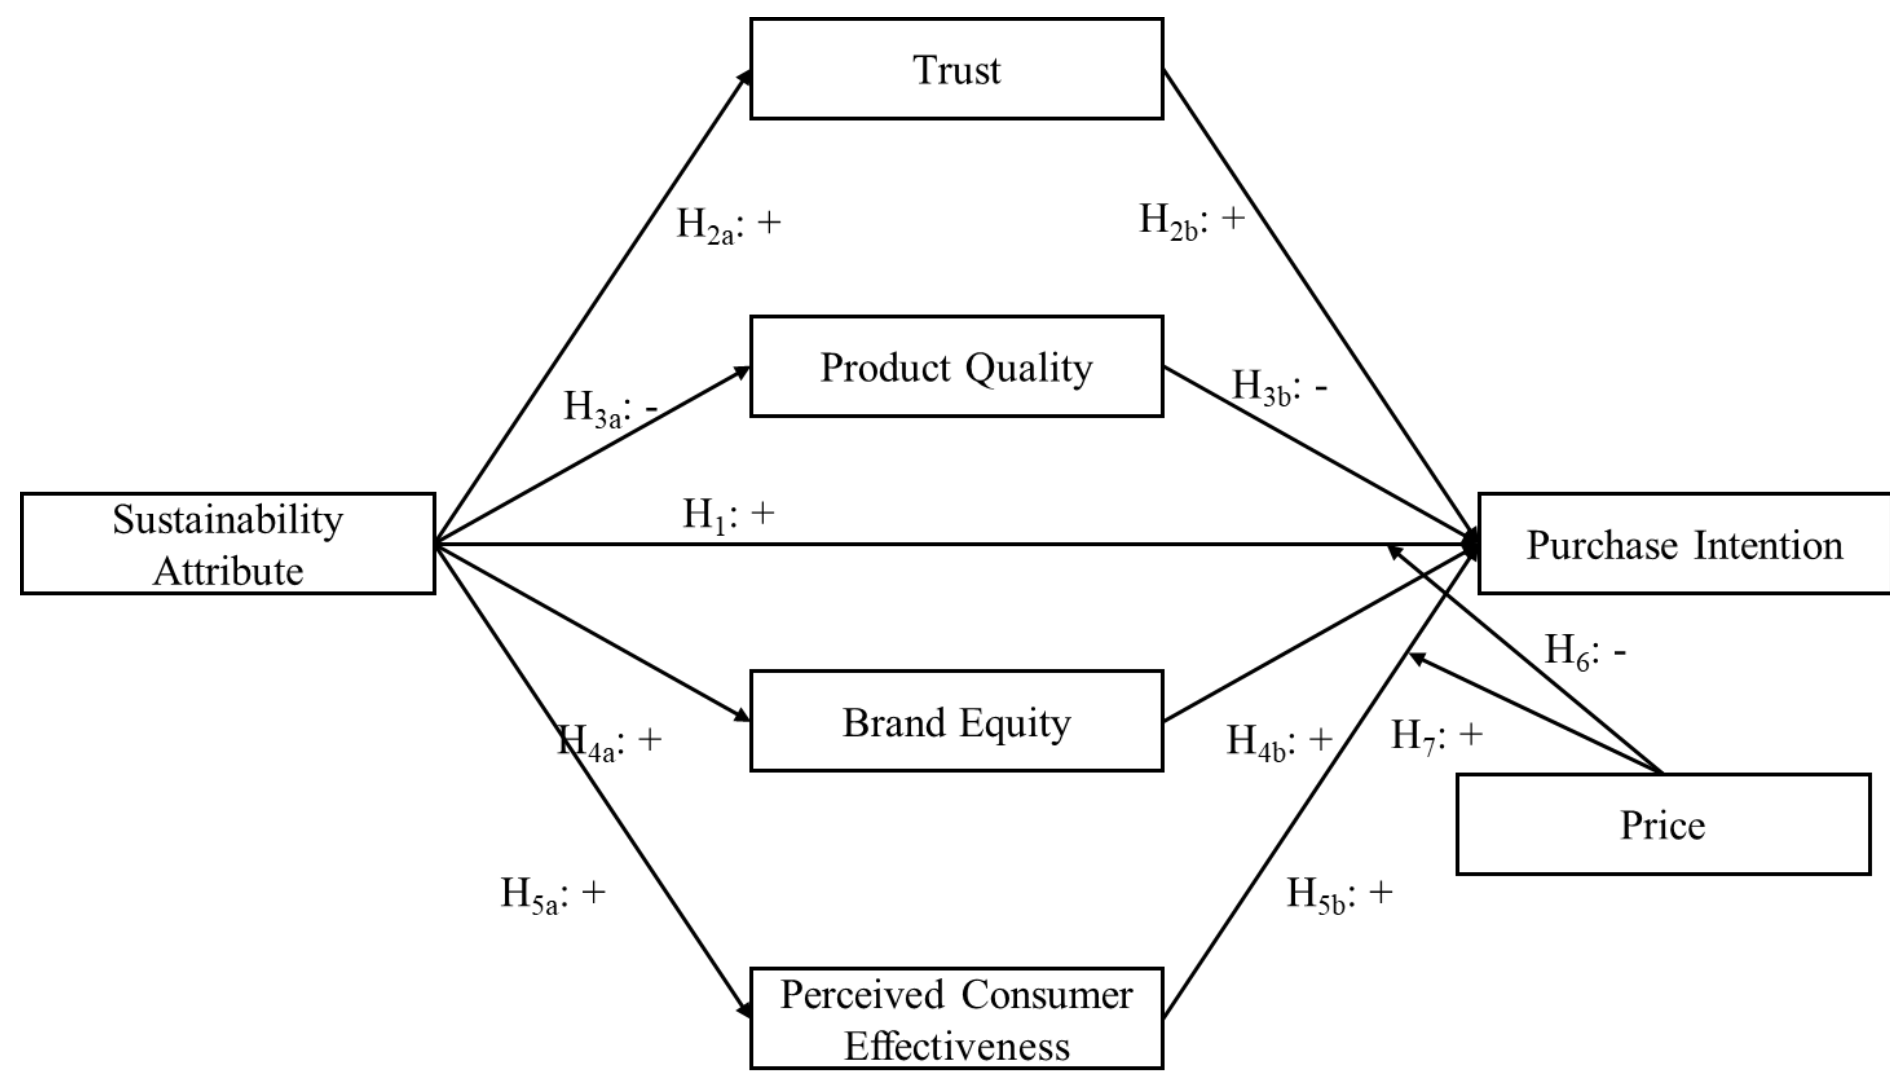 Trust
H2a: +
H2b: +
Product Quality
H3a: -
H3b: -
H1: +
Sustainability
Attribute
Purchase Intention
H6: -
Brand Equity
H4a: +
H4b: +
H7: +
Price
H5a: +
H5b: +
Perceived Consumer
Effectiveness